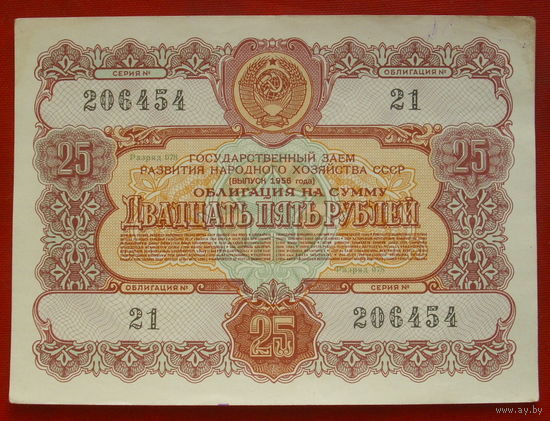 СЕРИЯ №
ОБЛИГАЦИЯ №
206454
21
25
25
Разряд 078
ГОСУДАРСТВЕННЫЙ ЗАЕМ
РАЗВИТИЯ НАРОДНОГО ХОЗЯЙСТВА СССР
(ВЫПУСК 1956 года)
ОБЛИГАЦИЯ НА СУММУ
ДВАДЦАТЬ ПЯТЬ РУБЛЕЙ
Разряд 078
ОБЛИГАЦИЯ №
СЕРИЯ №
21
206454
25
www.ay.by